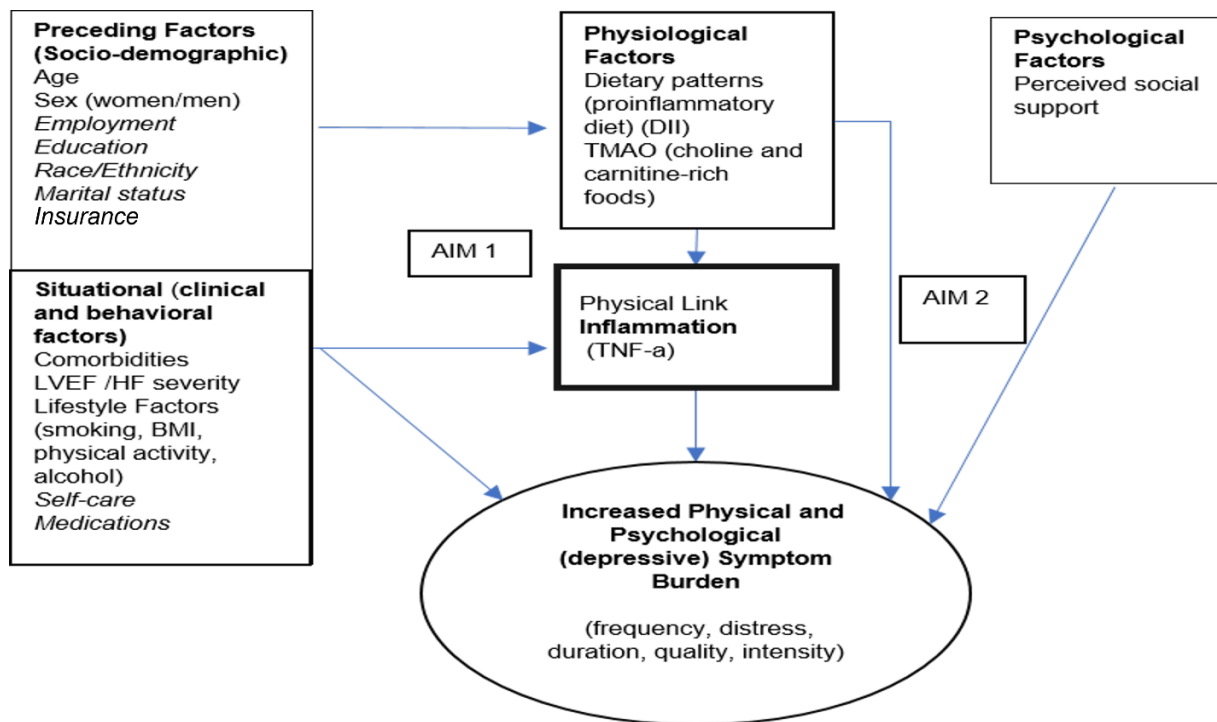 Preceding Factors
(Socio-demographic)
Age
Sex (women/men)
Employment
Education
Race/Ethnicity
Marital status
Insurance
Situational (clinical
and behavioral
factors)
Comorbidities
LVEF /HF severity
Lifestyle Factors
(smoking, BMI,
physical activity,
alcohol)
Self-care
Medications
Physiological
Factors
Dietary patterns
(proinflammatory
diet) (DII)
TMAO (choline and
carnitine-rich
foods)
Psychological
Factors
Perceived social
support
AIM 1
Physical Link
Inflammation
(TNF-a)
AIM 2
Increased Physical and
Psychological
(depressive) Symptom
Burden
(frequency, distress,
duration, quality, intensity)